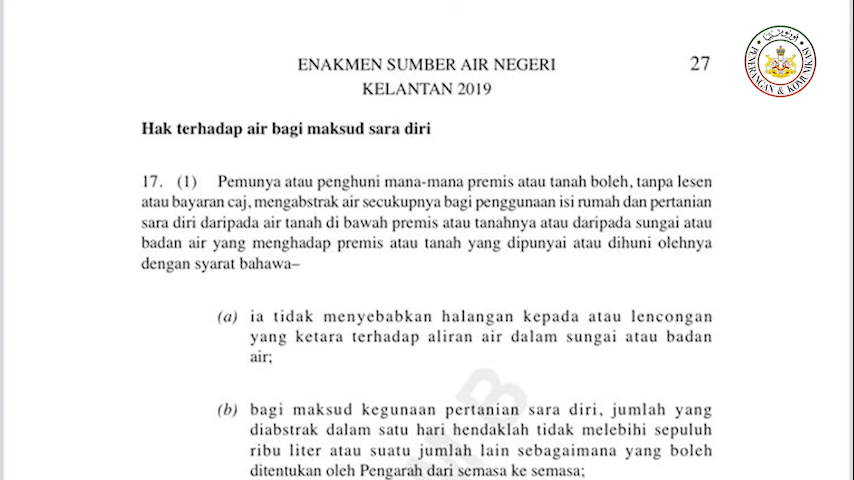 ENAKMEN SUMBER AIR NEGERI
KELANTAN 2019
27
PENERANGAN & KOMUNIKASI
Hak terhadap air bagi maksud sara diri
17. (1) Pemunya atau penghuni mana-mana premis atau tanah boleh, tanpa lesen
atau bayaran caj, mengabstrak air secukupnya bagi penggunaan isi rumah dan pertanian
sara diri daripada air tanah di bawah premis atau tanahnya atau daripada sungai atau
badan air yang menghadap premis atau tanah yang dipunyai atau dihuni olehnya
dengan syarat bahawa–
(a) ia tidak menyebabkan halangan kepada atau lencongan
yang ketara terhadap aliran air dalam sungai atau badan
air;
(b) bagi maksud kegunaan pertanian sara diri, jumlah yang
diabstrak dalam satu hari hendaklah tidak melebihi sepuluh
ribu liter atau suatu jumlah lain sebagaimana yang boleh
ditentukan oleh Pengarah dari semasa ke semasa;